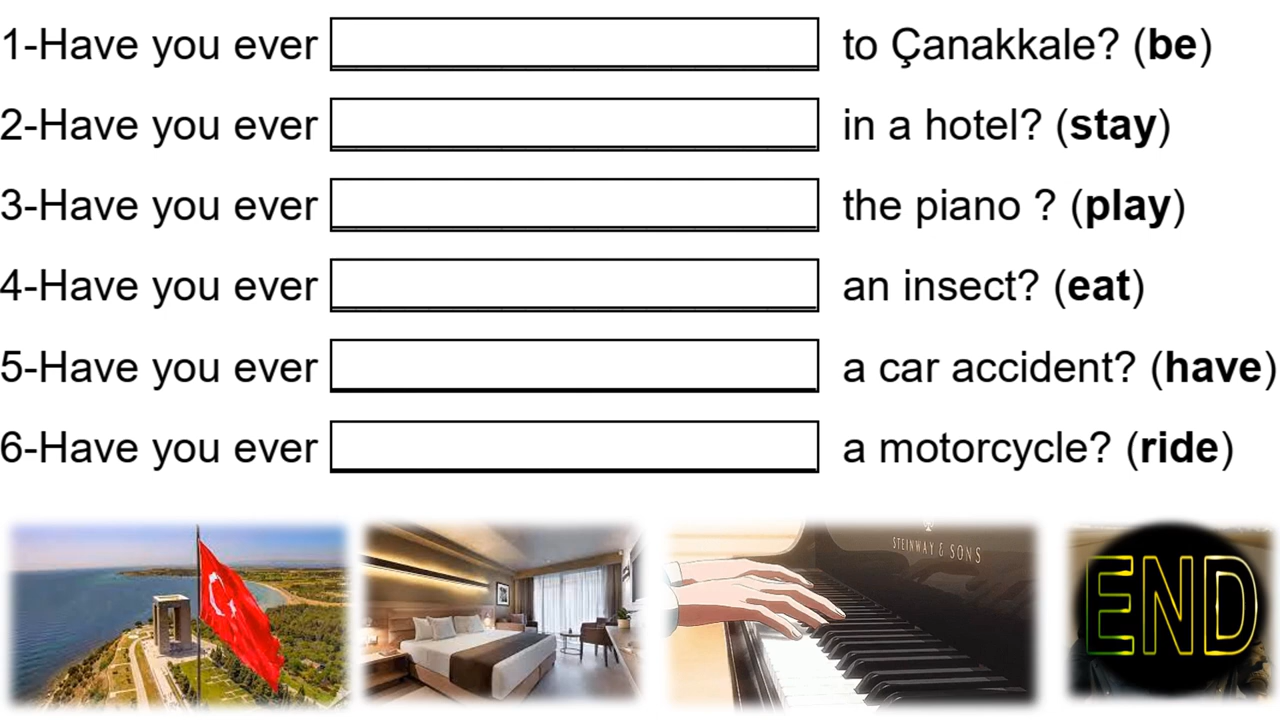 1-Have you ever to Çanakkale? (be)
2-Have you ever in a hotel? (stay)
3-Have you ever the piano ? (play)
4-Have you ever an insect? (eat)
5-Have you ever a car accident? (have)
6-Have you ever a motorcycle? (ride)
STEINWAY & SONS
END